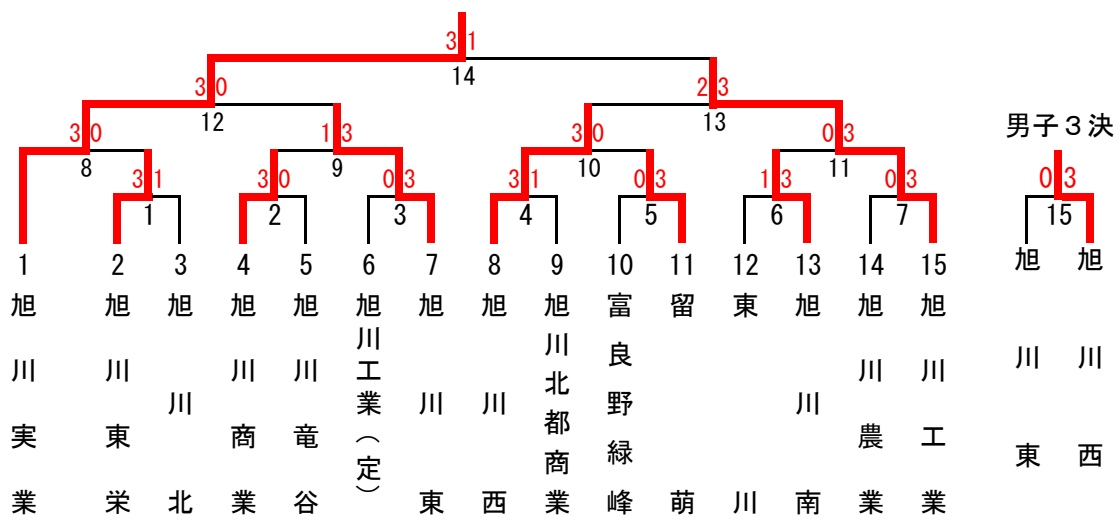 3 1
14
3 0
2 3
12
13
男子3決
3 0
1 3
3 0
0 3
8
9
10
11
3 1
3 0
0 3
3 1
0 3
1 3
0 3
0 3
1
2
3
4
5
6
7
15
1
2
3
4
5
6
7
8
9
10
11
12
13
14
15
旭川実業
旭川東栄
旭川北
旭川商業
旭川竜谷
旭川工業(定)
旭川東
旭川西
旭川北都商業
富良野緑峰
留萌
東川
旭川南
旭川農業
旭川工業
旭川東
旭川西